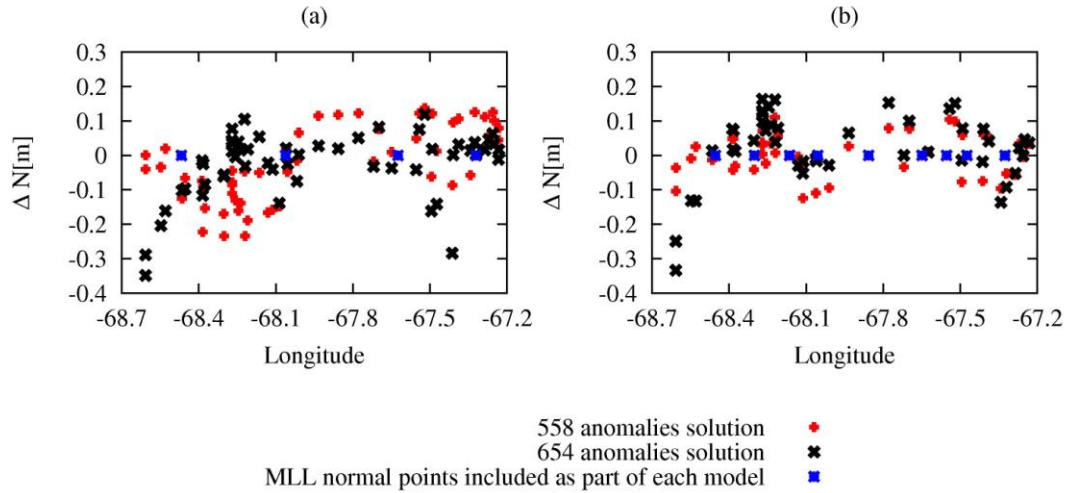 (a)
(b)
0.3
0.2
0.1
0
-0.1
-0.2
-0.3
-0.4
Δ N[m]
-68.7 -68.4 -68.1 -67.8 -67.5 -67.2
Longitude
0.3
0.2
0.1
0
-0.1
-0.2
-0.3
-0.4
Δ N[m]
-68.7 -68.4 -68.1 -67.8 -67.5 -67.2
Longitude
558 anomalies solution
654 anomalies solution
MLL normal points included as part of each model